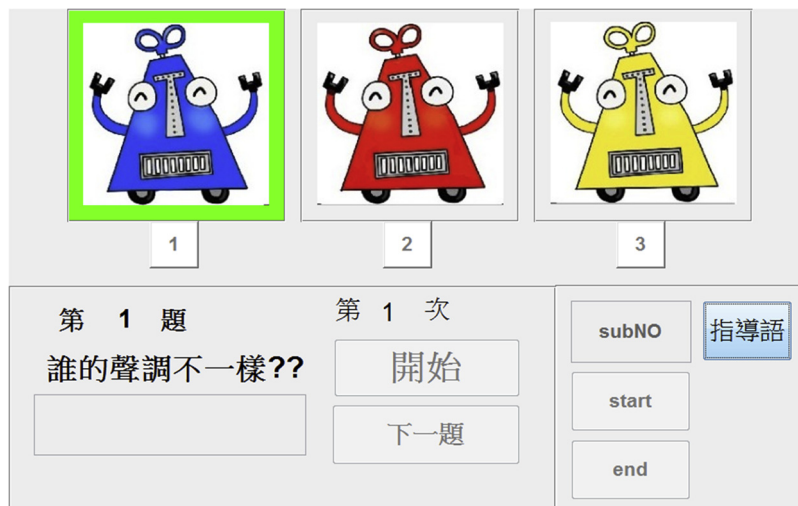 1
2
3
第 1 題
第 1 次
誰的聲調不一樣??
開始
下一題
subNO
指導語
start
end